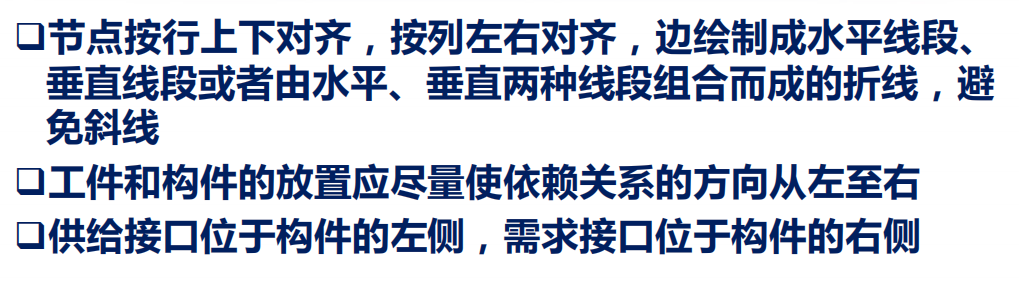 ❑节点按行上下对齐，按列左右对齐，边绘制成水平线段、
垂直线段或者由水平、垂直两种线段组合而成的折线，避
免斜线
❑工件和构件的放置应尽量使依赖关系的方向从左至右
❑供给接口位于构件的左侧，需求接口位于构件的右侧